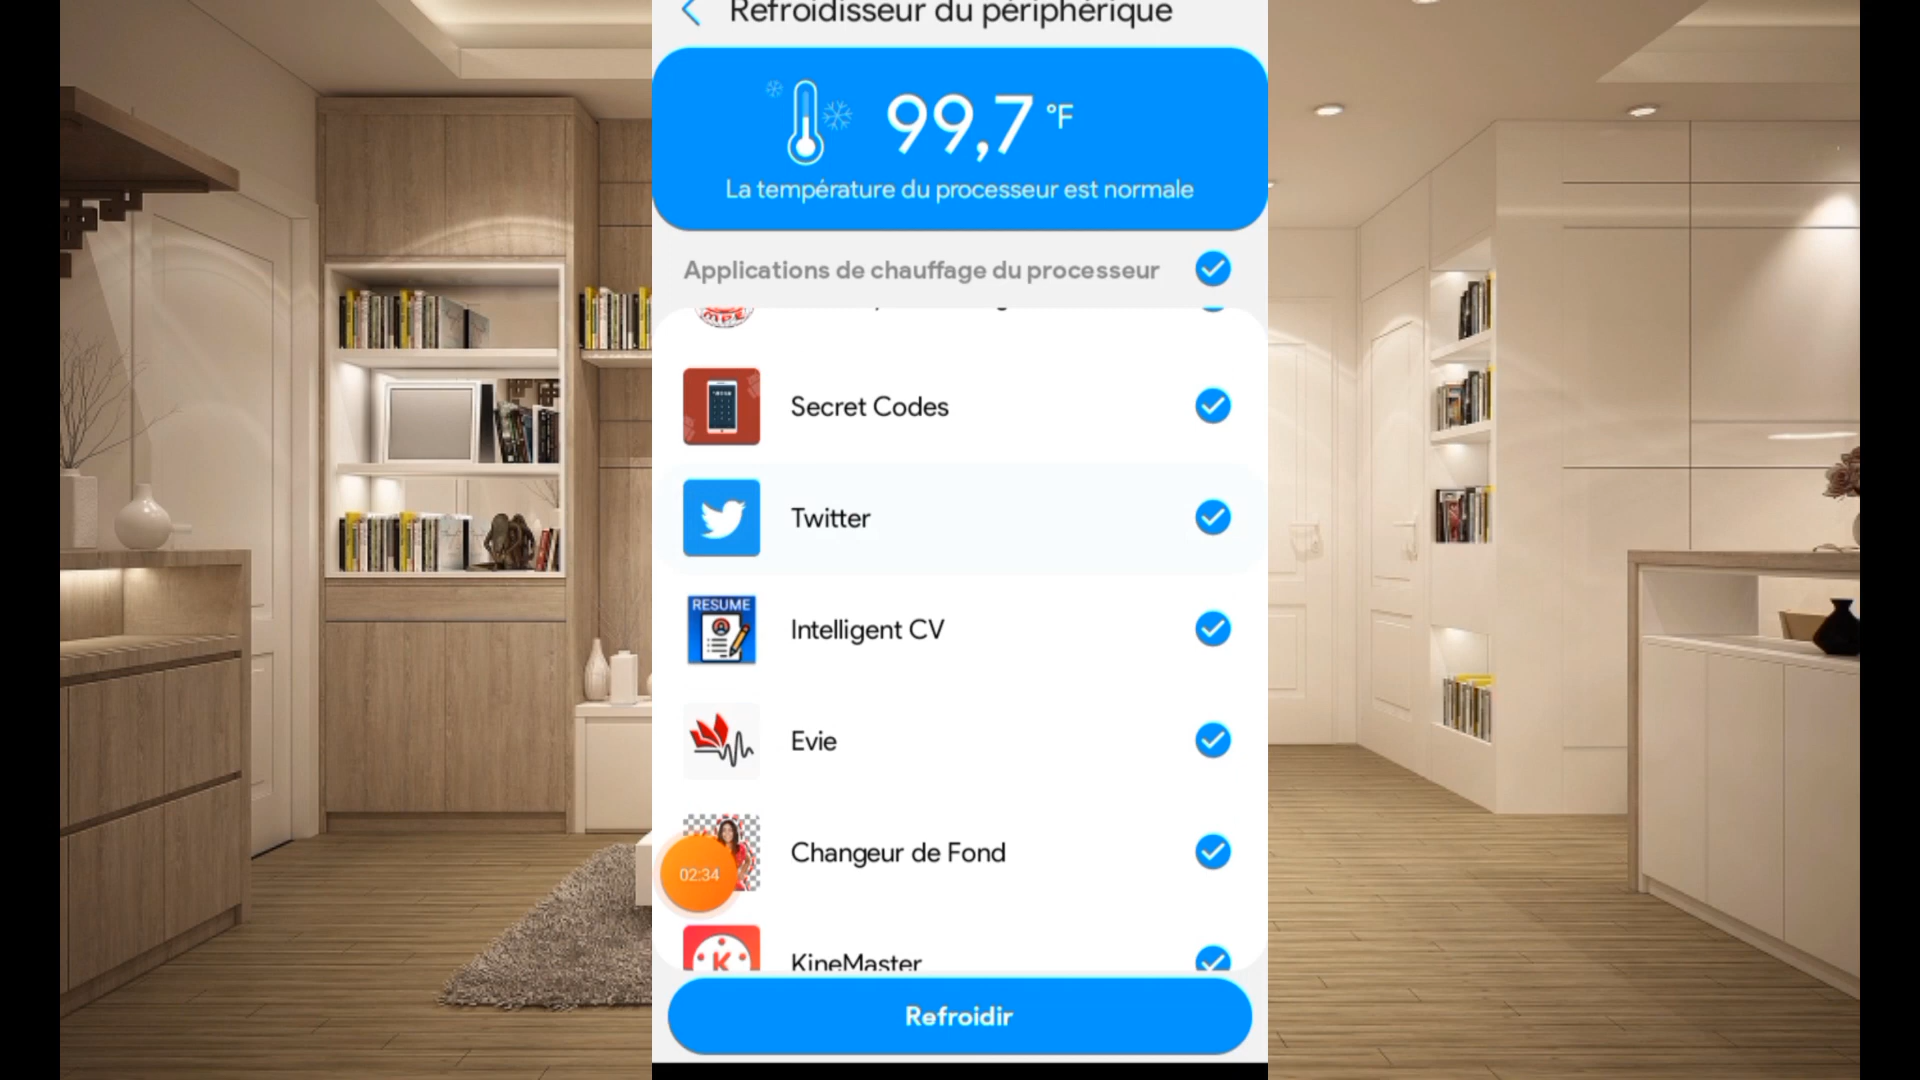 Refroidisseur du périphérique
99,7 °F
La température du processeur est normale
Applications de chauffage du processeur
Secret Codes
Twitter
RESUME
Intelligent CV
Evie
Changeur de Fond
02:34
K
KineMaster
Refroidir